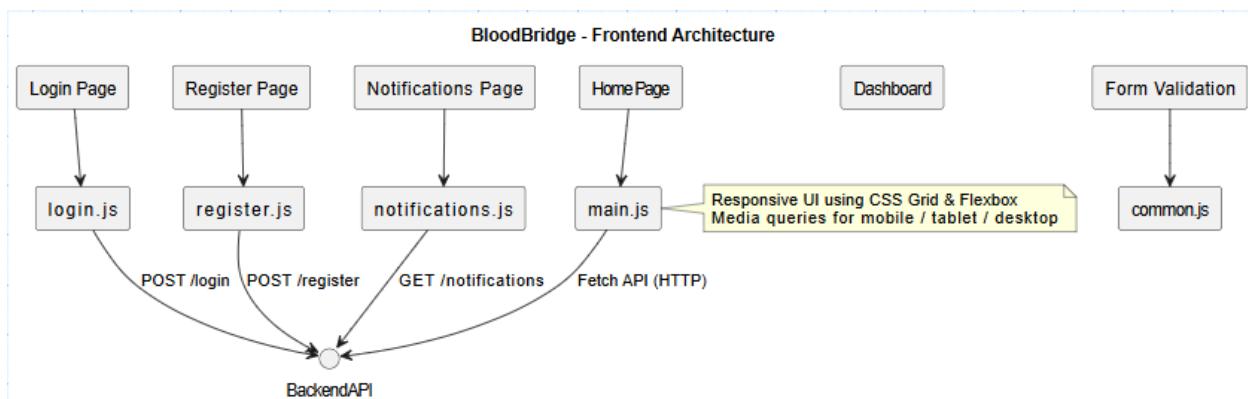 BloodBridge - Frontend Architecture
Login Page
Register Page
Notifications Page
Home Page
Dashboard
Form Validation
login.js
register.js
notifications.js
main.js
Responsive UI using CSS Grid & Flexbox
Media queries for mobile / tablet / desktop
common.js
POST /login
POST /register
GET /notifications
Fetch API (HTTP)
BackendAPI